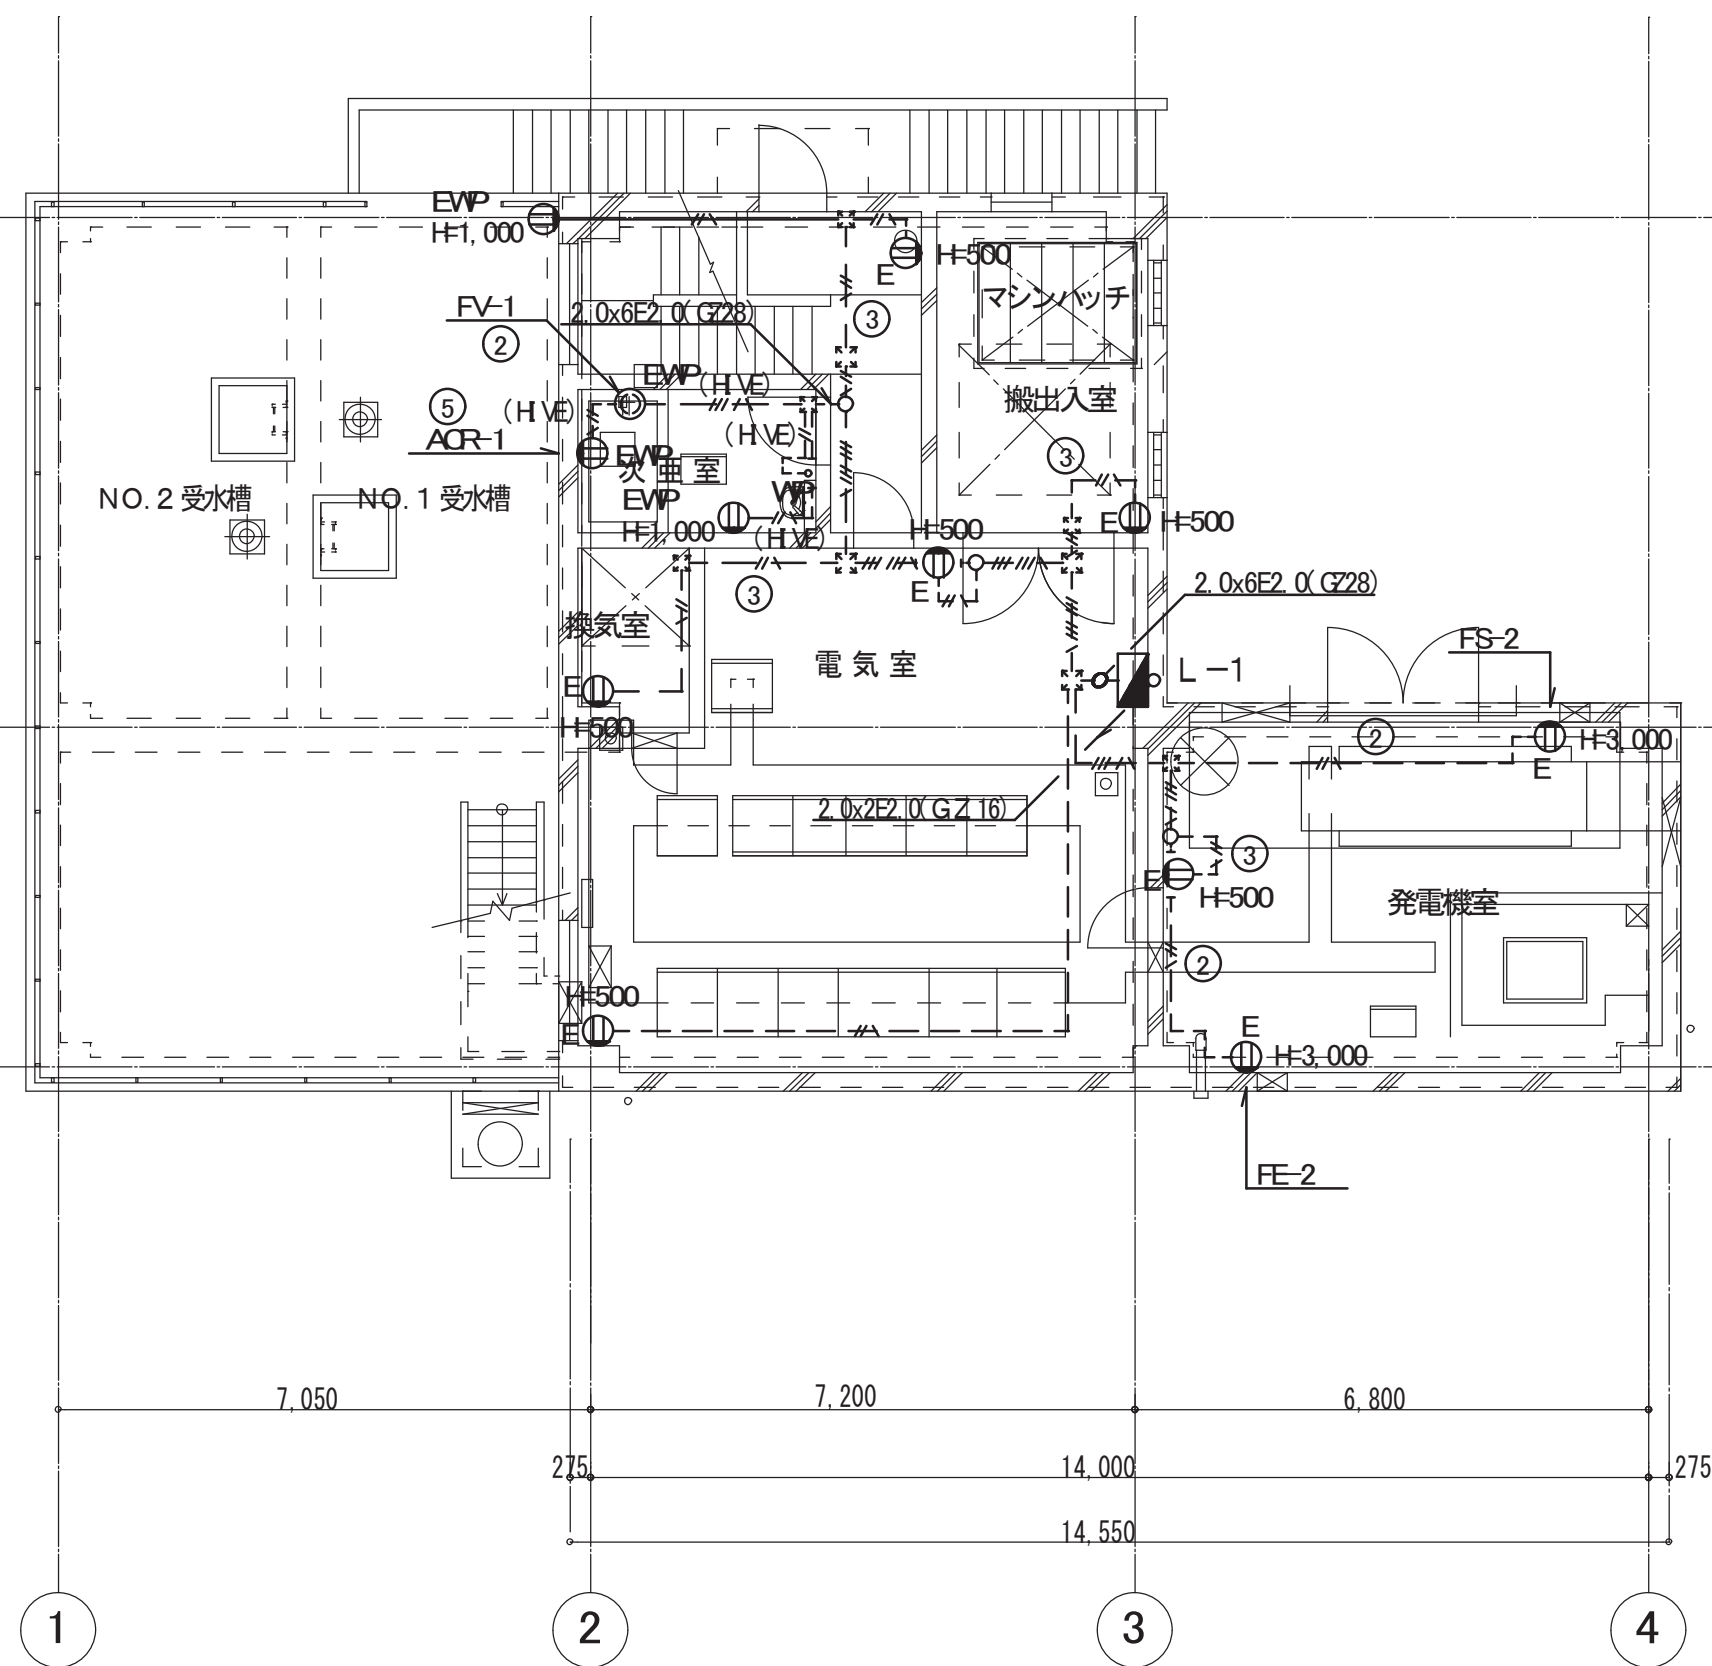 EWP
H=1,000
E
H=500
マシンハッチ
FV-1
②
2.0x6E2.0(GZ28)
③
EWP
(HIVE)
搬出入室
⑤
(HIVE)
ACR-1
(HIVE)
③
EWP
次亜室
NO.2 受水槽
NO.1 受水槽
EWP
H=1,000
WP
(HIVE)
H=500
E
H=500
③
E
2.0x6E2.0(GZ28)
換気室
電気室
FS-2
L-1
E
H=500
②
H=3,000
E
2.0x2E2.0(GZ 16)
③
E
H=500
発電機室
②
H=500
E
E
H=3,000
FE-2
7,050
7,200
6,800
275
14,000
275
14,550
1
2
3
4